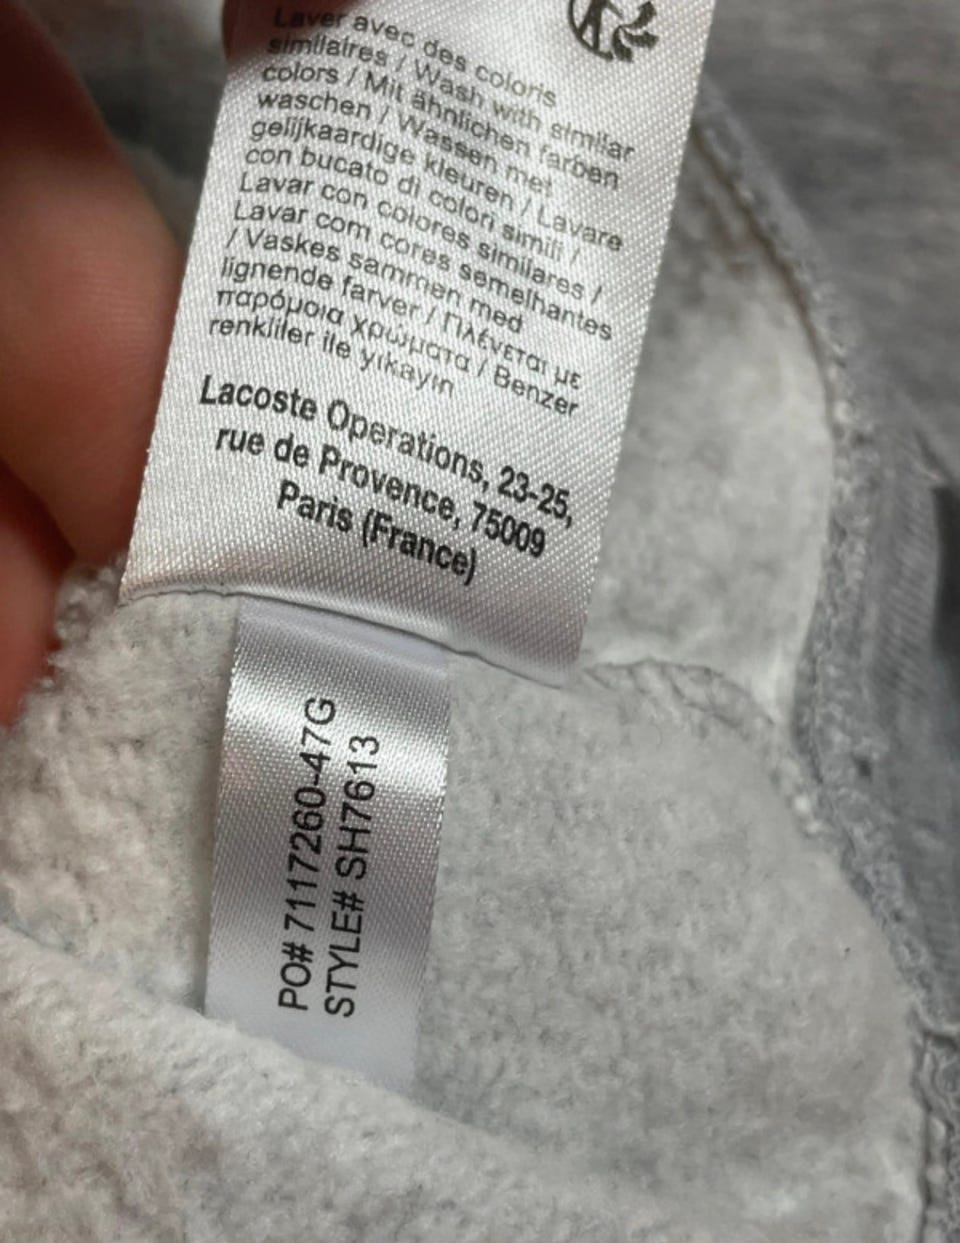 Laver avec des coloris
similaires / Wash with similar
colors / Mit ähnlichen farben
waschen / Wassen met
gelijkaardige kleuren / Lavare
con bucato di colori simili /
Lavar con colores similares /
Lavar com cores semelhantes
/ Vaskes sammen med
lignende farver / Πλένεται με
παρόμοια χρώματα / Benzer
renkliler ile yıkayın
Lacoste Operations, 23-25,
rue de Provence, 75009
Paris (France)
PO# 7117260-47G
STYLE# SH7613